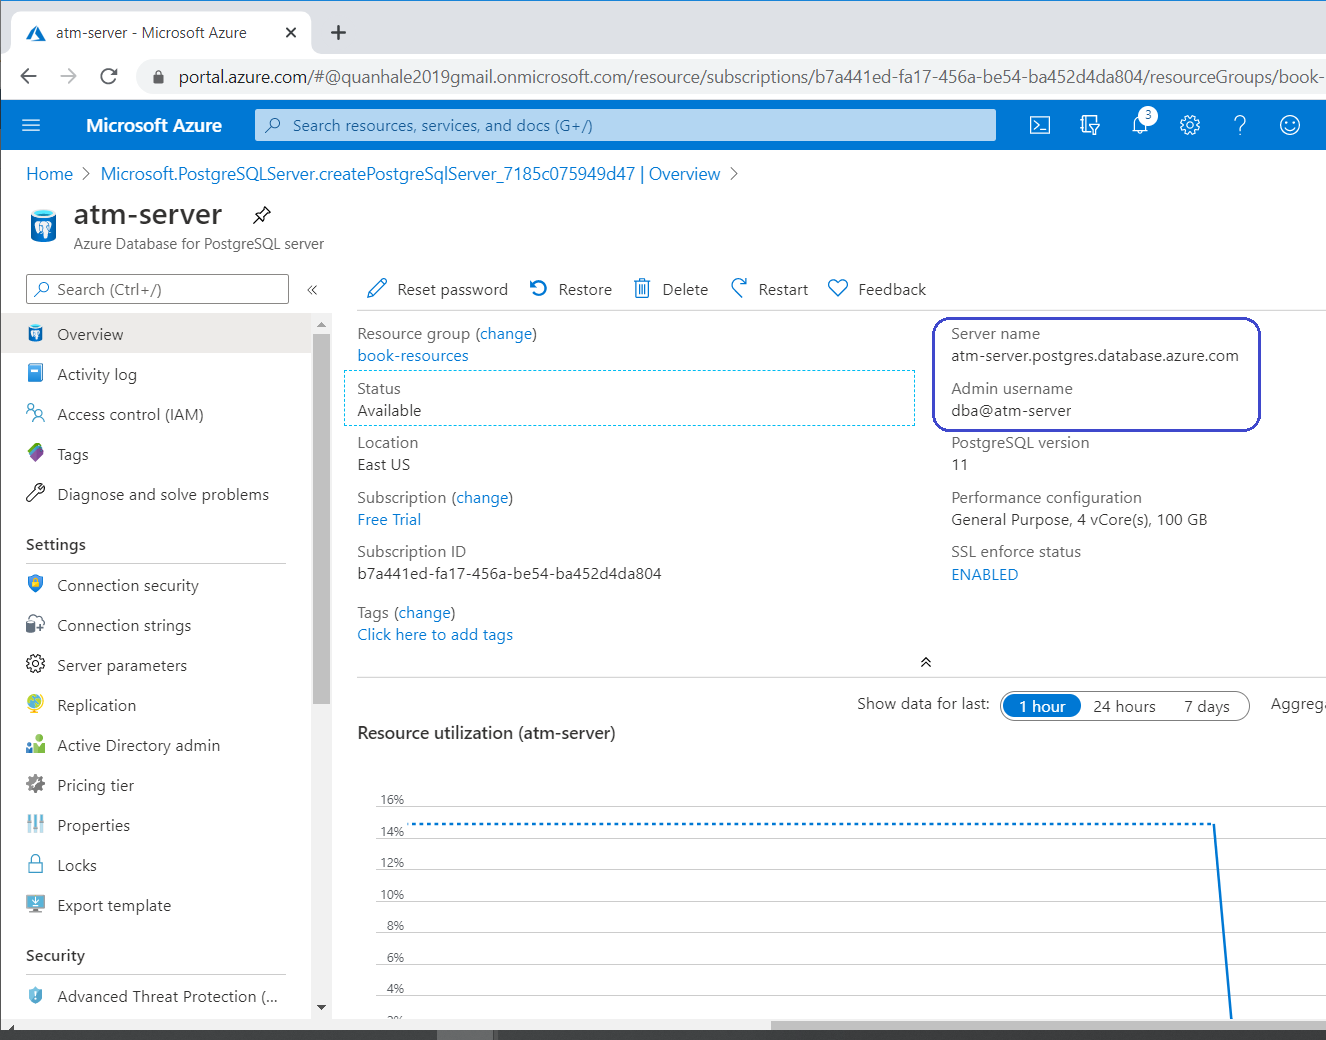 atm-server - Microsoft Azure
portal.azure.com/#@quanhale2019gmail.onmicrosoft.com/resource/subscriptions/b7a441ed-fa17-456a-be54-ba452d4da804/resourceGroups/book-
Microsoft Azure
Search resources, services, and docs (G+/)
3
Home > Microsoft.PostgreSQLServer.createPostgreSqlServer_7185c075949d47 | Overview >
atm-server
Azure Database for PostgreSQL server
Search (Ctrl+/)
«
Overview
Activity log
Access control (IAM)
Tags
Diagnose and solve problems
Settings
Connection security
Connection strings
Server parameters
Replication
Active Directory admin
Pricing tier
Properties
Locks
Export template
Security
Advanced Threat Protection (...
Reset password
Restore
Delete
Restart
Feedback
Resource group (change)
book-resources
Status
Available
Location
East US
Subscription (change)
Free Trial
Subscription ID
b7a441ed-fa17-456a-be54-ba452d4da804
Tags (change)
Click here to add tags
Server name
atm-server.postgres.database.azure.com
Admin username
dba@atm-server
PostgreSQL version
11
Performance configuration
General Purpose, 4 vCore(s), 100 GB
SSL enforce status
ENABLED
Show data for last:
1 hour
24 hours
7 days
Resource utilization (atm-server)
16%
14%
12%
10%
8%
6%
4%